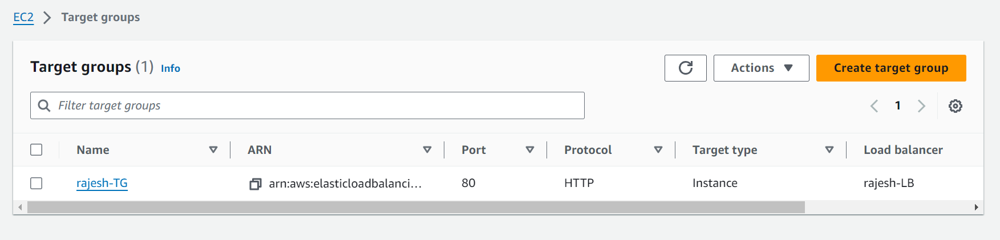 EC2 > Target groups
Target groups (1) Info
Actions
Create target group
Filter target groups
1
Name ARN Port Protocol Target type Load balancer
rajesh-TG arn:aws:elasticloadbalanci... 80 HTTP Instance rajesh-LB